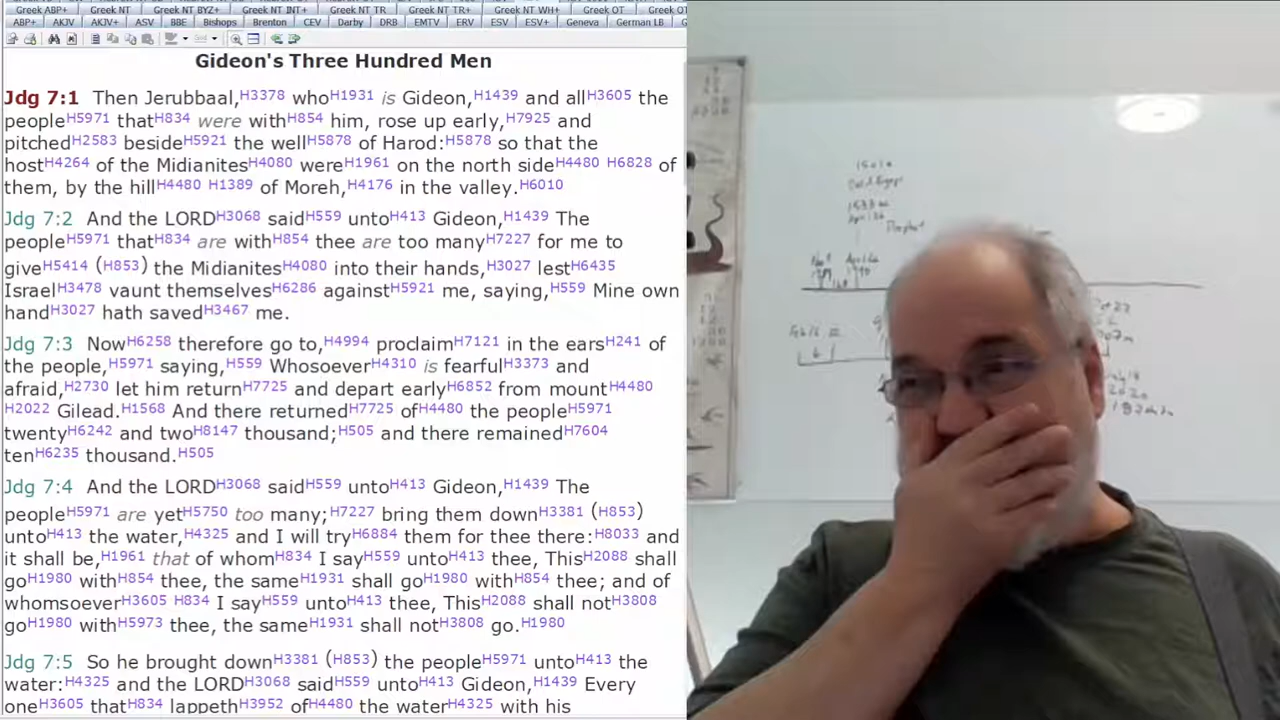 Greek ABP+ Greek NT Greek NT BYZ+ Greek NT INT+ Greek NT TR Greek NT TR+ Greek NT WH+ Greek OT
ABP+ AKJV AKJV+ ASV BBE Bishops Brenton CEV Darby DRB EMTV ERV ESV ESV+ Geneva German LB
Gideon's Three Hundred Men
Jdg 7:1 Then Jerubbaal,H3378 whoH1931 is Gideon,H1439 and allH3605 the
peopleH5971 thatH834 were withH854 him, rose up early,H7925 and
pitchedH2583 besideH5921 the wellH5878 of Harod:H5878 so that the
hostH4264 of the MidianitesH4080 wereH1961 on the north sideH4480 H6828 of
them, by the hillH4480 H1389 of Moreh,H4176 in the valley.H6010
Jdg 7:2 And the LORDH3068 saidH559 untoH413 Gideon,H1439 The
peopleH5971 thatH834 are withH854 thee are too manyH7227 for me to
giveH5414 (H853) the MidianitesH4080 into their hands,H3027 lestH6435
IsraelH3478 vaunt themselvesH6286 againstH5921 me, saying,H559 Mine own
handH3027 hath savedH3467 me.
Jdg 7:3 NowH6258 therefore go to,H4994 proclaimH7121 in the earsH241 of
the people,H5971 saying,H559 WhosoeverH4310 is fearfulH3373 and
afraid,H2730 let him returnH7725 and depart earlyH6852 from mountH4480
H2022 Gilead.H1568 And there returnedH7725 ofH4480 the peopleH5971
twentyH6242 and twoH8147 thousand;H505 and there remainedH7604
tenH6235 thousand.H505
Jdg 7:4 And the LORDH3068 saidH559 untoH413 Gideon,H1439 The
peopleH5971 are yetH5750 too many;H7227 bring them downH3381 (H853)
untoH413 the water,H4325 and I will tryH6884 them for thee there:H8033 and
it shall be,H1961 that of whomH834 I sayH559 untoH413 thee, ThisH2088 shall
goH1980 withH854 thee, the sameH1931 shall goH1980 withH854 thee; and of
whomsoeverH3605 H834 I sayH559 untoH413 thee, ThisH2088 shall notH3808
goH1980 withH5973 thee, the sameH1931 shall notH3808 go.H1980
Jdg 7:5 So he brought downH3381 (H853) the peopleH5971 untoH413 the
water:H4325 and the LORDH3068 saidH559 untoH413 Gideon,H1439 Every
oneH3605 thatH834 lappethH3952 ofH4480 the waterH4325 with his